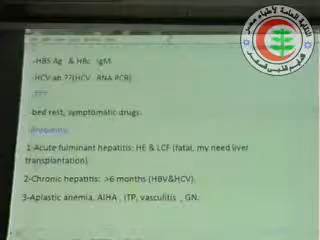 -HBS Ag & HBc IgM.
-HCV ab ??(HCV RNA PCR)
-bed rest, symptomatic drugs.
1-Acute fulminant hepatitis: HE & LCF (fatal, my need liver
transplantation)
2-Chronic hepatitis: >6 months (HBV&HCV).
3-Aplastic anemia, AIHA , ITP, vasculitis , GN.